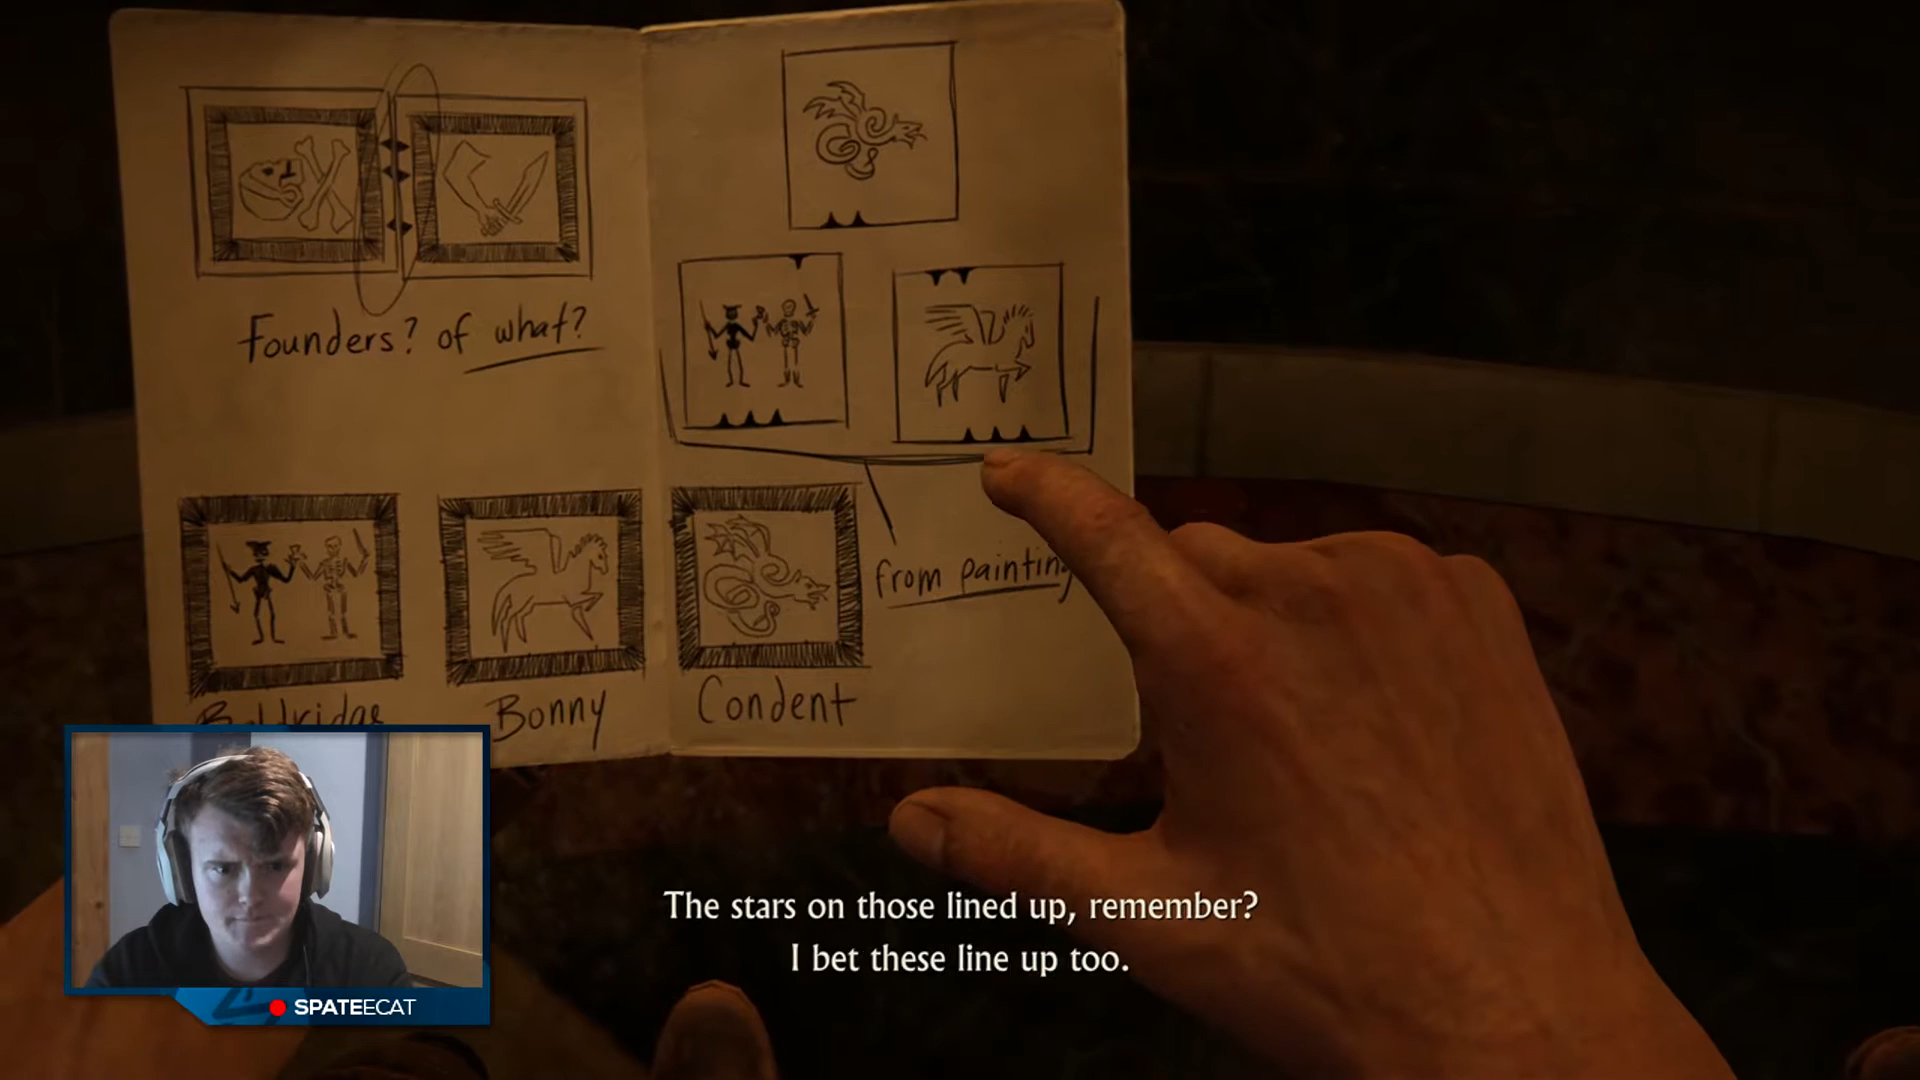 Founders? of what?
from painting
Bonny
Condent
The stars on those lined up, remember?
I bet these line up too.
SPATEECAT